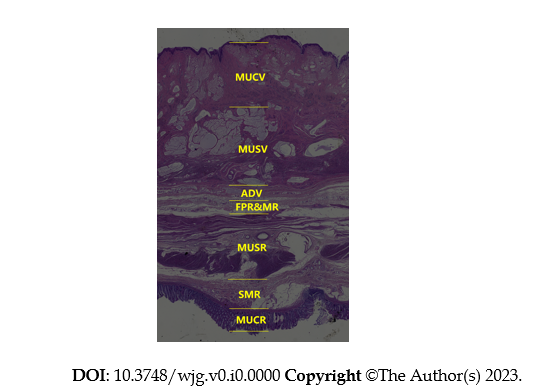 MUCV
MUSV
ADV
FPR&MR
MUSR
SMR
MUCR
DOI: 10.3748/wjg.v0.i0.0000 Copyright ©The Author(s) 2023.